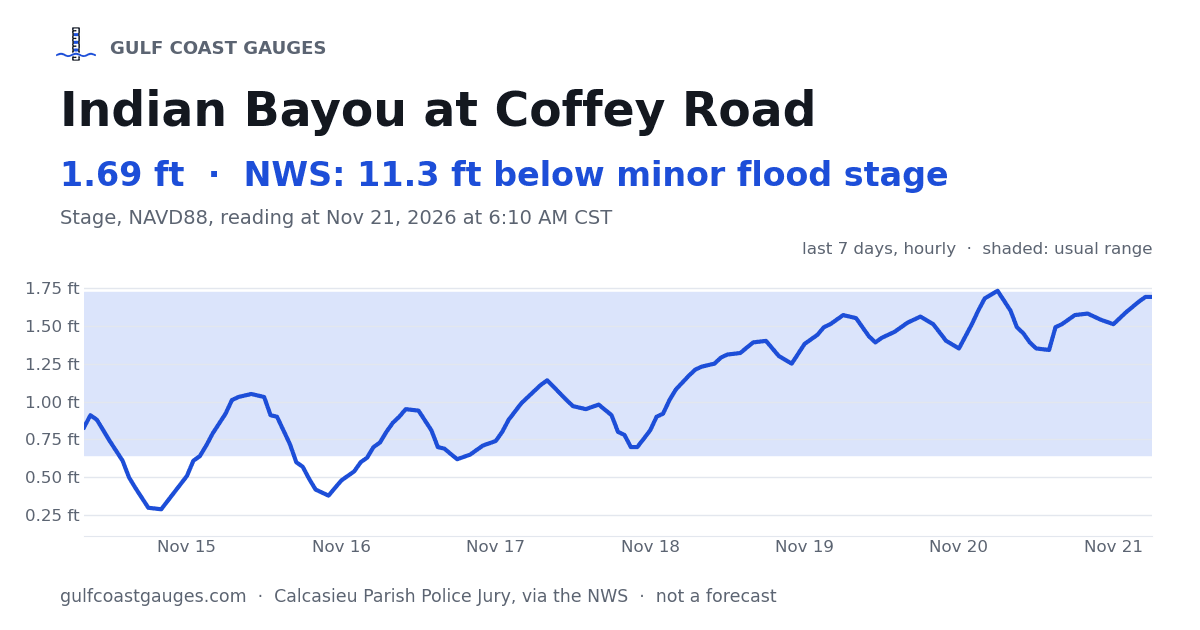 GULF COAST GAUGES
Indian Bayou at Coffey Road
1.69 ft · NWS: 11.3 ft below minor flood stage
Stage, NAVD88, reading at Nov 21, 2026 at 6:10 AM CST
last 7 days, hourly · shaded: usual range
1.75 ft
1.50 ft
1.25 ft
1.00 ft
0.75 ft
0.50 ft
0.25 ft
Nov 15 Nov 16 Nov 17 Nov 18 Nov 19 Nov 20 Nov 21
gulfcoastgauges.com · Calcasieu Parish Police Jury, via the NWS · not a forecast